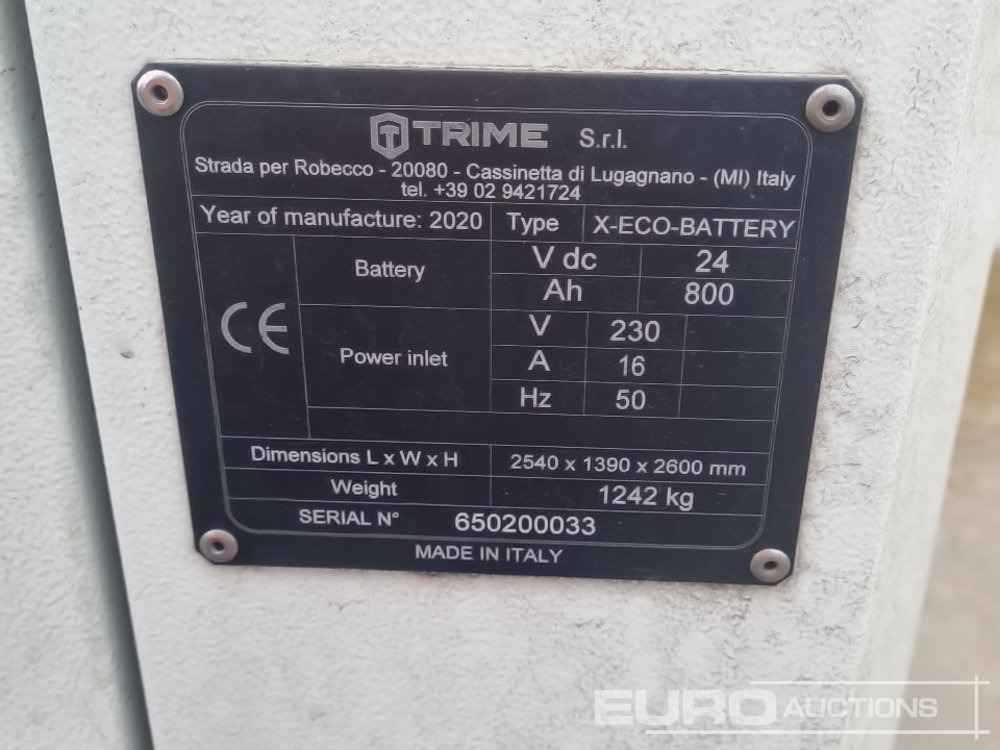 TRIME S.r.l.
Strada per Robecco - 20080 - Cassinetta di Lugagnano - (MI) Italy
tel. +39 02 9421724
Year of manufacture: 2020 Type X-ECO-BATTERY
Battery V dc 24
Ah 800
CE
Power inlet V 230
A 16
Hz 50
Dimensions L x W x H 2540 x 1390 x 2600 mm
Weight 1242 kg
SERIAL N° 650200033
MADE IN ITALY
EURO AUCTIONS